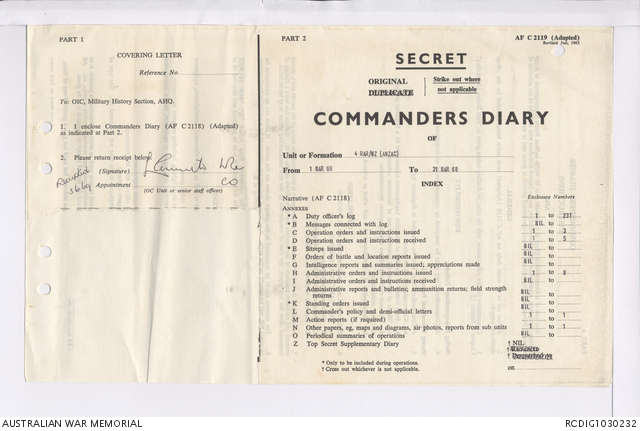 PART 1
COVERING LETTER
Reference No.
To: OIC, Military History Section, AHQ.
1. I enclose Commanders Diary (AF C 2118) (Adapted)
as indicated at Part 2.
2. Please return receipt below.
(Signature)
Appointment
(OC Unit or senior staff officer)
CO
PART 2
AF C 2119 (Adapted)
SECRET
ORIGINAL
DUPLICATE
Strike out where
not applicable
COMMANDERS DIARY
OF
Unit or Formation 4 RAR/NZ (ANZAC)
From 1 MAR 69 To 31 MAR 69
INDEX
Narrative (AF C 2118)
Enclosure Numbers
ANNEXES
* A Duty officer's log 1 to 231
* B Messages connected with log NIL to
C Operation orders and instructions issued 1 to 3
D Operation orders and instructions received 1 to 5
* E Sitreps issued NIL to
F Orders of battle and location reports issued NIL to
G Intelligence reports and summaries issued; appreciations made NIL to
H Administrative orders and instructions issued 1 to 8
I Administrative orders and instructions received NIL to
J Administrative reports and bulletins; ammunition returns; field strength
returns NIL to
* K Standing orders issued NIL to
L Commander's policy and demi-official letters 1 to 1
M Action reports (if required) NIL to
N Other papers, eg, maps and diagrams, air photos, reports from sub units 1 to 1
O Periodical summaries of operations NIL to
Z Top Secret Supplementary Diary † NIL
* Only to be included during operations.
† Cross out whichever is not applicable.
AUSTRALIAN WAR MEMORIAL
RCDIG1030232